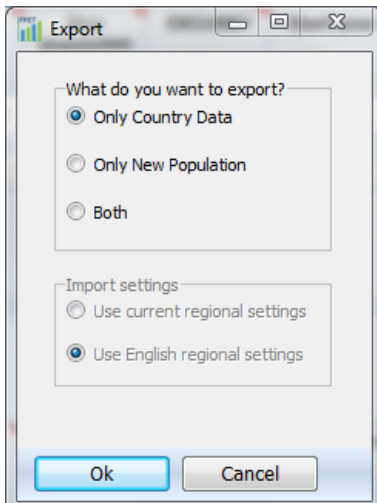 Export
What do you want to export?
Only Country Data
Only New Population
Both
Import settings
Use current regional settings
Use English regional settings
Ok Cancel